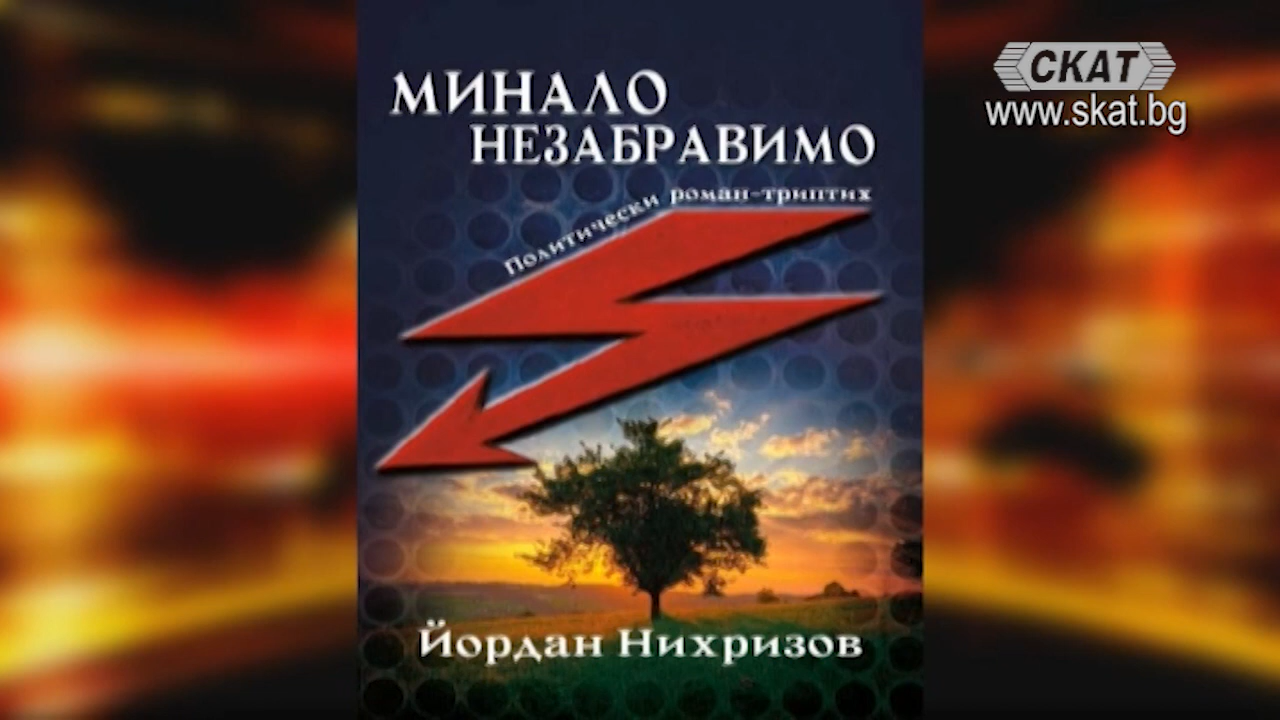 СКАТ
www.skat.bg
МИНАЛО
НЕЗАБРАВИМО
Политически роман-триптих
Йордан Нихризов